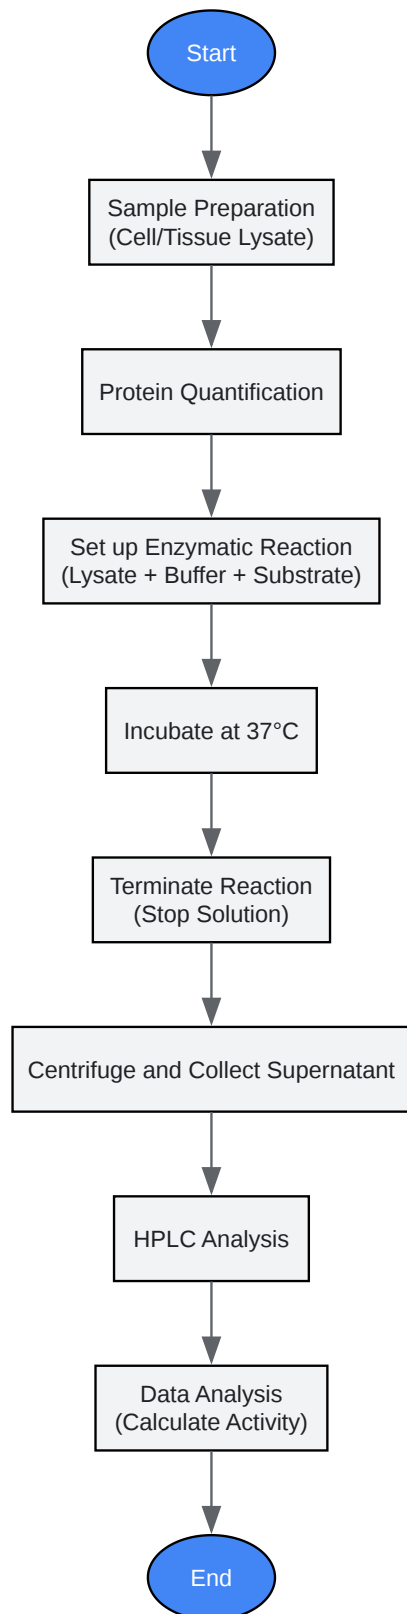 Start
Sample Preparation
(Cell/Tissue Lysate)
Protein Quantification
Set up Enzymatic Reaction
(Lysate + Buffer + Substrate)
Incubate at 37°C
Terminate Reaction
(Stop Solution)
Centrifuge and Collect Supernatant
HPLC Analysis
Data Analysis
(Calculate Activity)
End